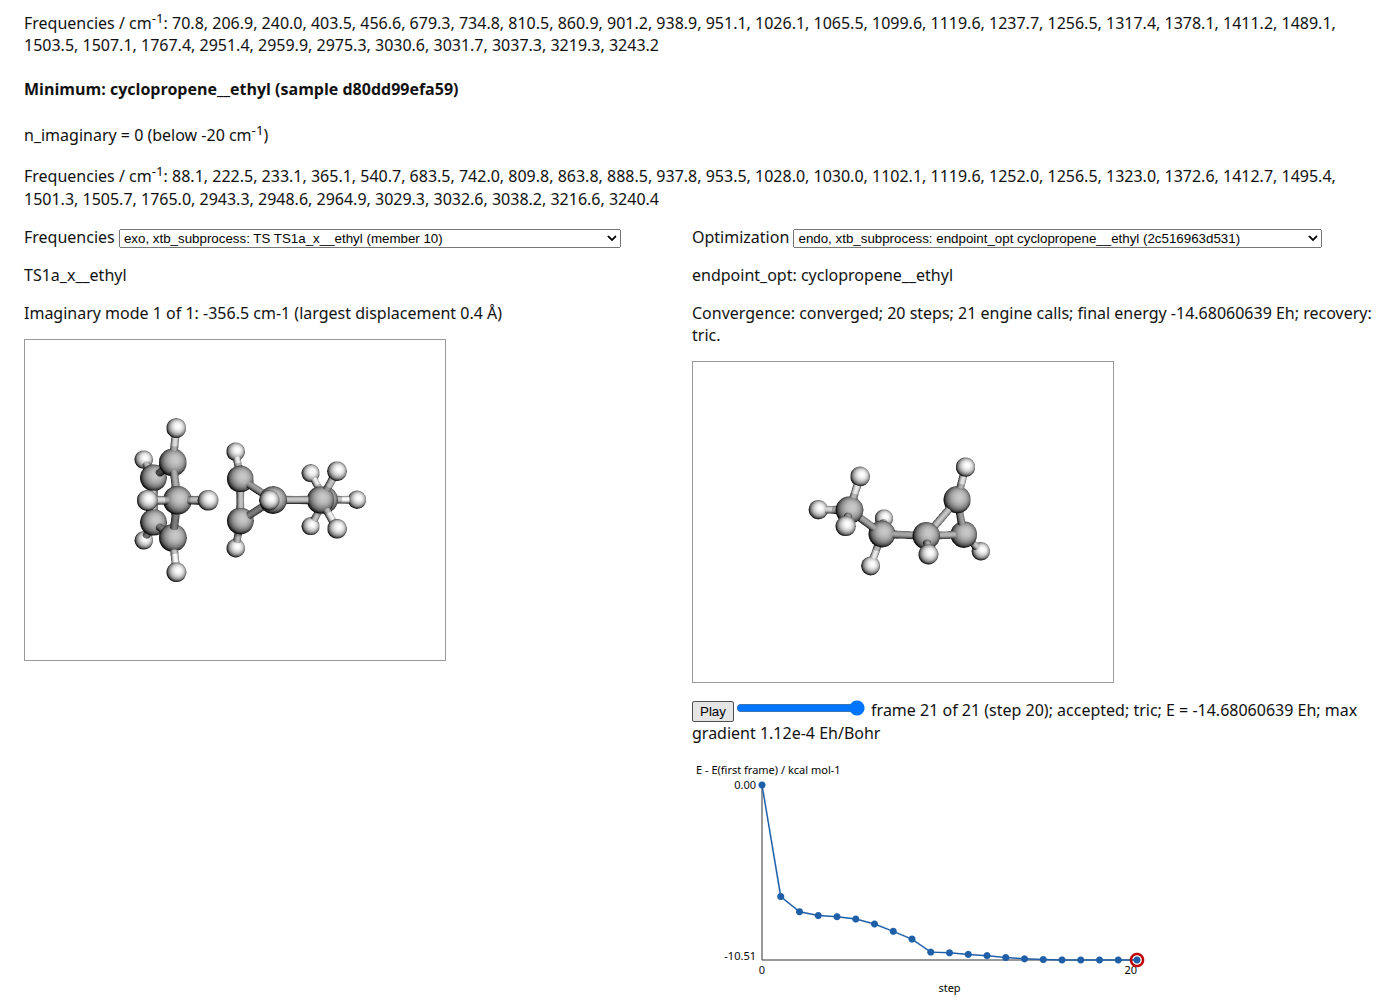 Frequencies / cm-1: 70.8, 206.9, 240.0, 403.5, 456.6, 679.3, 734.8, 810.5, 860.9, 901.2, 938.9, 951.1, 1026.1, 1065.5, 1099.6, 1119.6, 1237.7, 1256.5, 1317.4, 1378.1, 1411.2, 1489.1,
1503.5, 1507.1, 1767.4, 2951.4, 2959.9, 2975.3, 3030.6, 3031.7, 3037.3, 3219.3, 3243.2
Minimum: cyclopropene__ethyl (sample d80dd99efa59)
n_imaginary = 0 (below -20 cm-1)
Frequencies / cm-1: 88.1, 222.5, 233.1, 365.1, 540.7, 683.5, 742.0, 809.8, 863.8, 888.5, 937.8, 953.5, 1028.0, 1030.0, 1102.1, 1119.6, 1252.0, 1256.5, 1323.0, 1372.6, 1412.7, 1495.4,
1501.3, 1505.7, 1765.0, 2943.3, 2948.6, 2964.9, 3029.3, 3032.6, 3038.2, 3216.6, 3240.4
Frequencies exo, xtb_subprocess: TS TS1a_x__ethyl (member 10)
TS1a_x__ethyl
Imaginary mode 1 of 1: -356.5 cm-1 (largest displacement 0.4 Å)
Optimization endo, xtb_subprocess: endpoint_opt cyclopropene__ethyl (2c516963d531)
endpoint_opt: cyclopropene__ethyl
Convergence: converged; 20 steps; 21 engine calls; final energy -14.68060639 Eh; recovery:
tric.
Play frame 21 of 21 (step 20); accepted; tric; E = -14.68060639 Eh; max
gradient 1.12e-4 Eh/Bohr
E - E(first frame) / kcal mol-1
0.00
-10.51
0 20
step